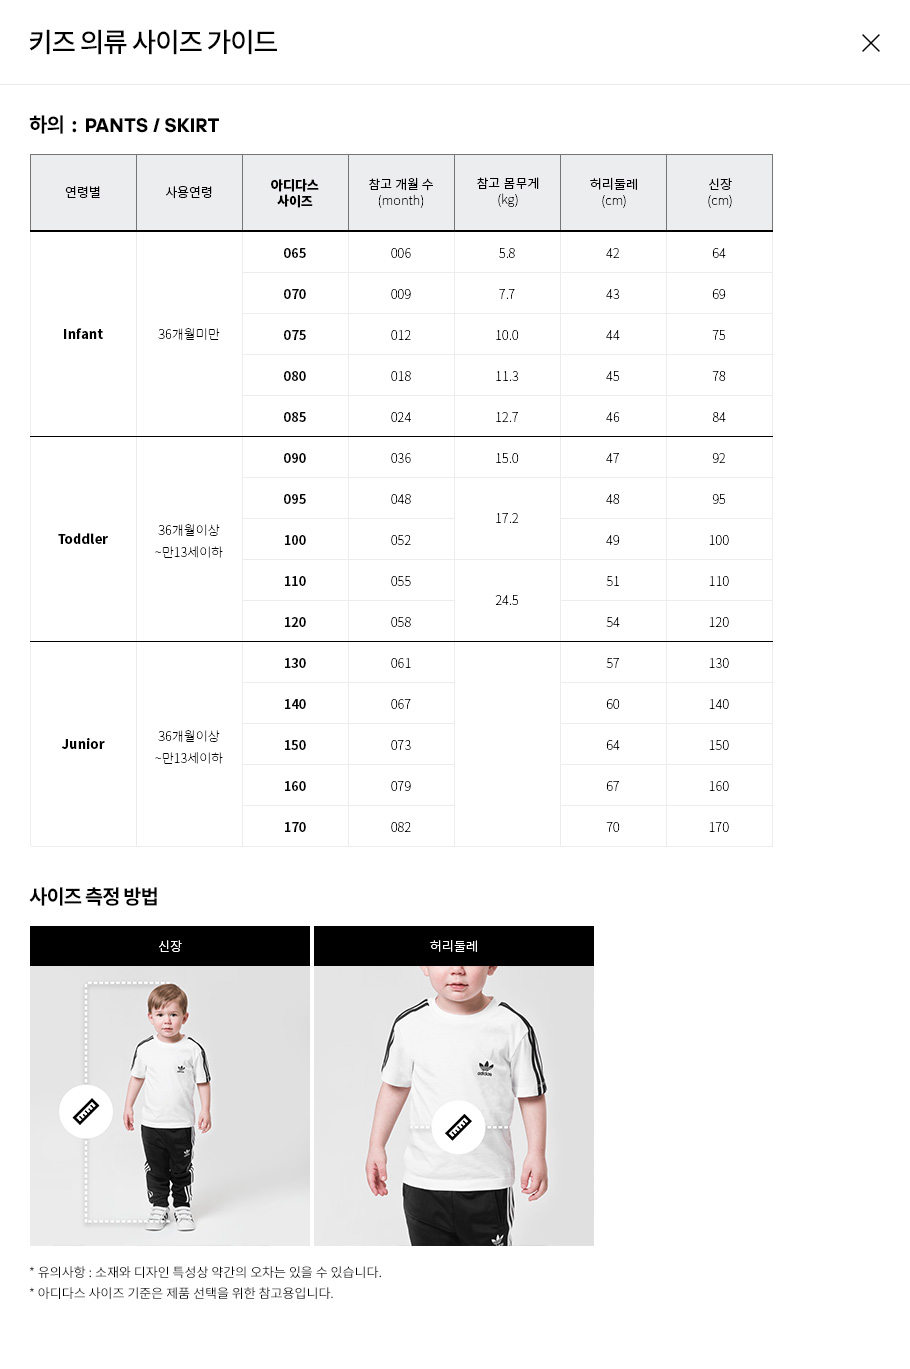 키즈 의류 사이즈 가이드
하의 : PANTS / SKIRT
연령별 사용연령 아디다스 사이즈 참고 개월 수 (month) 참고 몸무게 (kg) 허리둘레 (cm) 신장 (cm)
Infant 36개월미만
065 006 5.8 42 64
070 009 7.7 43 69
075 012 10.0 44 75
080 018 11.3 45 78
085 024 12.7 46 84
Toddler 36개월이상
~만13세이하
090 036 15.0 47 92
095 048 17.2 48 95
100 052 49 100
110 055 24.5 51 110
120 058 54 120
Junior 36개월이상
~만13세이하
130 061 57 130
140 067 60 140
150 073 64 150
160 079 67 160
170 082 70 170
사이즈 측정 방법
신장 허리둘레
adidas
* 유의사항 : 소재와 디자인 특성상 약간의 오차는 있을 수 있습니다.
* 아디다스 사이즈 기준은 제품 선택을 위한 참고용입니다.